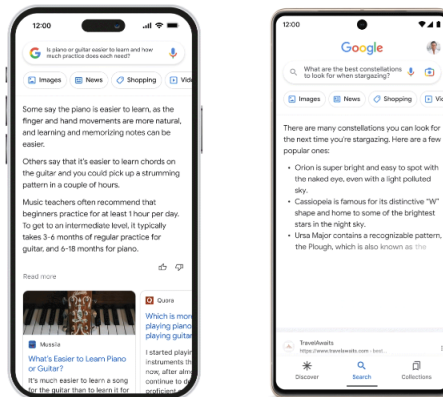 12:00
Is piano or guitar easier to learn and how
much practice does each need?
Images
News
Shopping
Some say the piano is easier to learn, as the
finger and hand movements are more natural,
and learning and memorizing notes can be
easier.
Others say that it's easier to learn chords on
the guitar and you could pick up a strumming
pattern in a couple of hours.
Music teachers often recommend that
beginners practice for at least 1 hour per day.
To get to an intermediate level, it typically
takes 3-6 months of regular practice for
guitar, and 6-18 months for piano.
Read more
Mussila
What's Easier to Learn Piano
or Guitar?
It's much easier to learn a song
for the guitar than to learn it for
Quora
Which is more
playing piano
playing guitar
I started playin
instruments th
now, after alm
continue to d
proficient
12:00
Google
What are the best constellations
to look for when stargazing?
Images
News
Shopping
There are many constellations you can look for
the next time you're stargazing. Here are a few
popular ones:
• Orion is super bright and easy to spot with
the naked eye, even with a light polluted
sky.
• Cassiopeia is famous for its distinctive "W"
shape and home to some of the brightest
stars in the night sky.
• Ursa Major contains a recognizable pattern,
the Plough, which is also known as the
TravelAwaits
Discover
Search
Collections